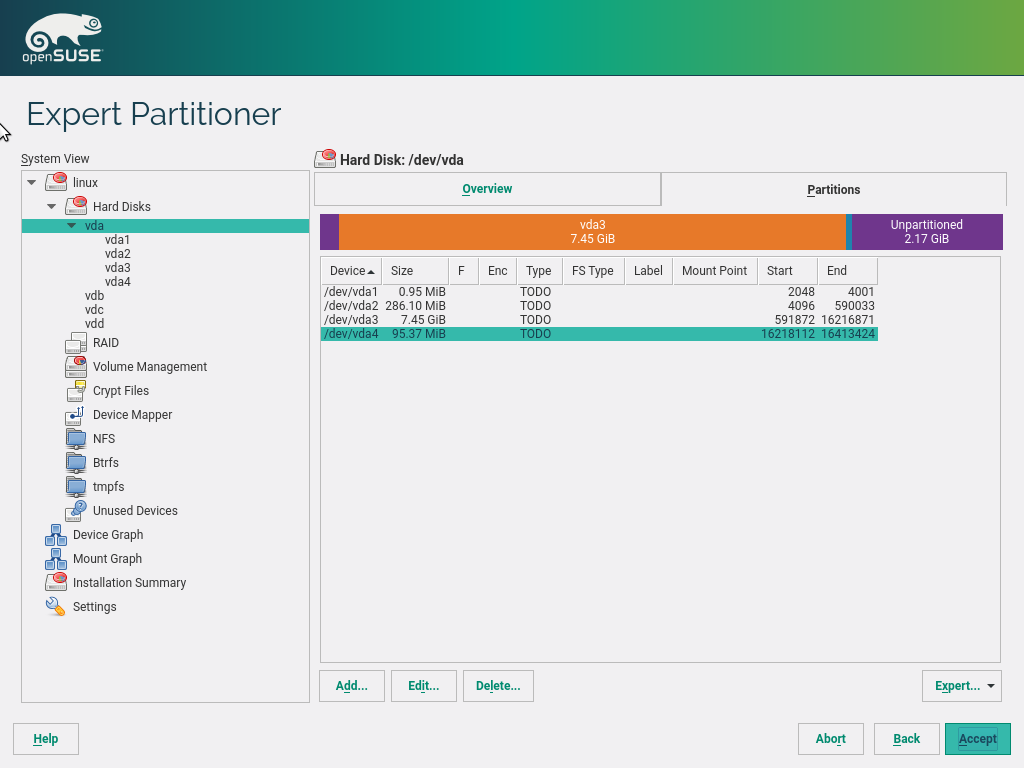 openSUSE
Expert Partitioner
System View
linux
Hard Disks
vda
vda1
vda2
vda3
vda4
vdb
vdc
vdd
RAID
Volume Management
Crypt Files
Device Mapper
NFS
Btrfs
tmpfs
Unused Devices
Device Graph
Mount Graph
Installation Summary
Settings
Hard Disk: /dev/vda
Overview Partitions
vda3 Unpartitioned
7.45 GiB 2.17 GiB
Device Size F Enc Type FS Type Label Mount Point Start End
/dev/vda1 0.95 MiB TODO 2048 4001
/dev/vda2 286.10 MiB TODO 4096 590033
/dev/vda3 7.45 GiB TODO 591872 16216871
/dev/vda4 95.37 MiB TODO 16218112 16413424
Add... Edit... Delete... Expert...
Help Abort Back Accept